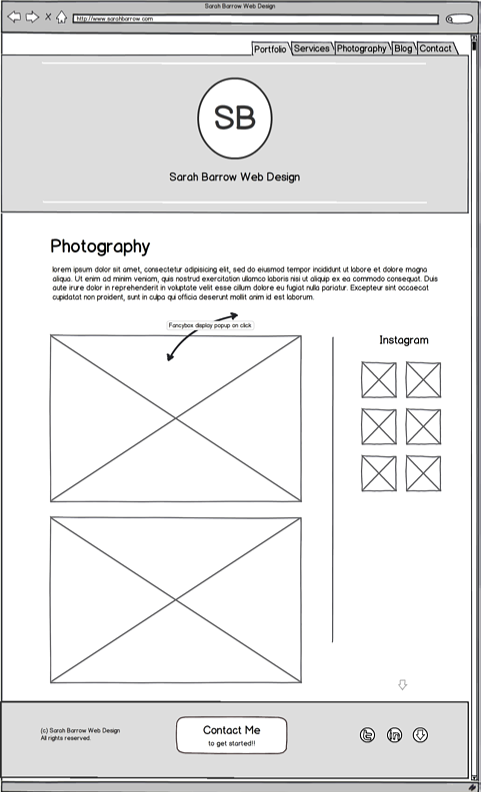 Sarah Barrow Web Design
http://www.sarahbarrow.com
Portfolio Services Photography Blog Contact
SB
Sarah Barrow Web Design
Photography
lorem ipsum dolor sit amet, consectetur adipisicing elit, sed do eiusmod tempor incididunt ut labore et dolore magna
aliqua. Ut enim ad minim veniam, quis nostrud exercitation ullamco laboris nisi ut aliquip ex ea commodo consequat. Duis
aute irure dolor in reprehenderit in voluptate velit esse cillum dolore eu fugiat nulla pariatur. Excepteur sint occaecat
cupidatat non proident, sunt in culpa qui officia deserunt mollit anim id est laborum.
Fancybox display popup on click
Instagram
(c) Sarah Barrow Web Design
All rights reserved.
Contact Me
to get started!!